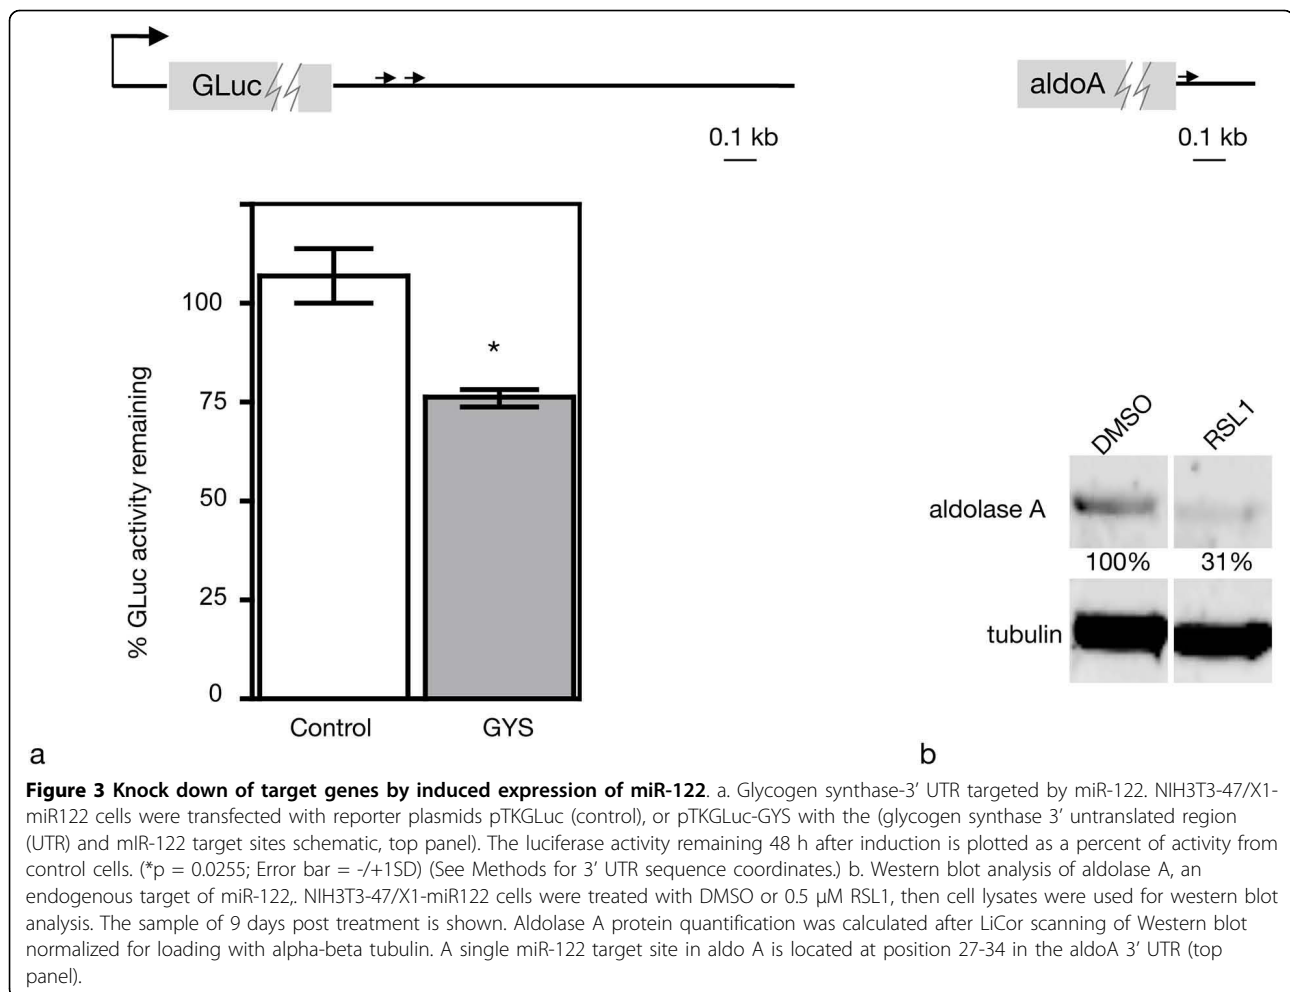 GLuc
aldoA
0.1 kb
0.1 kb
% GLuc activity remaining
100
75
50
25
0
*
Control
GYS
a
DMSO
RSL1
aldolase A
100%
31%
tubulin
b
Figure 3 Knock down of target genes by induced expression of miR-122. a. Glycogen synthase-3’ UTR targeted by miR-122. NIH3T3-47/X1-
miR122 cells were transfected with reporter plasmids pTKGLuc (control), or pTKGLuc-GYS with the (glycogen synthase 3’ untranslated region
(UTR) and mIR-122 target sites schematic, top panel). The luciferase activity remaining 48 h after induction is plotted as a percent of activity from
control cells. (*p = 0.0255; Error bar = -/+1SD) (See Methods for 3’ UTR sequence coordinates.) b. Western blot analysis of aldolase A, an
endogenous target of miR-122,. NIH3T3-47/X1-miR122 cells were treated with DMSO or 0.5 μM RSL1, then cell lysates were used for western blot
analysis. The sample of 9 days post treatment is shown. Aldolase A protein quantification was calculated after LiCor scanning of Western blot
normalized for loading with alpha-beta tubulin. A single miR-122 target site in aldo A is located at position 27-34 in the aldoA 3’ UTR (top
panel).